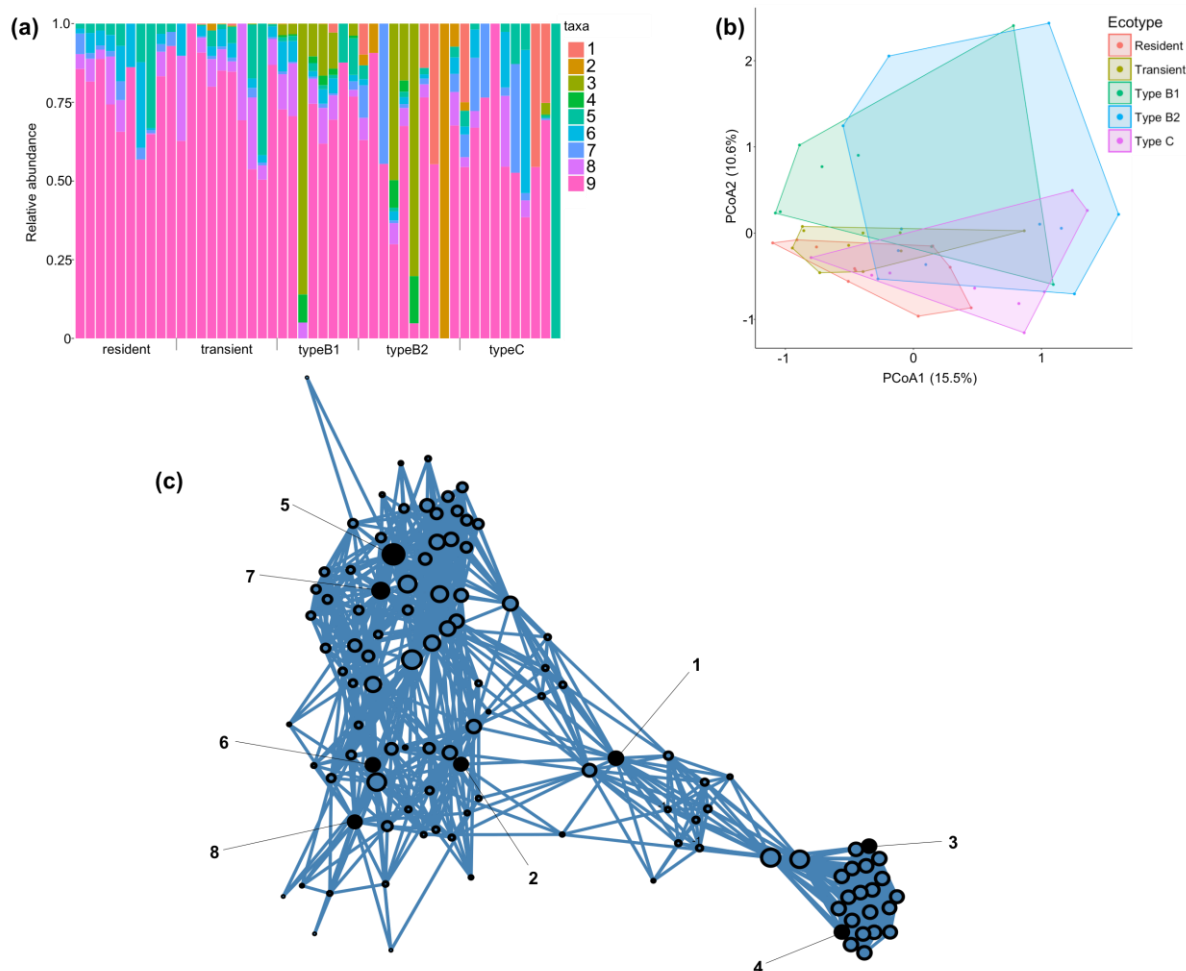 (a)
Relative abundance
1.0
0.75
0.50
0.25
0
resident
transient
typeB1
typeB2
typeC
taxa
1
2
3
4
5
6
7
8
9
(b)
PCoA2 (10.6%)
2
1
0
-1
-1
0
1
PCoA1 (15.5%)
Ecotype
Resident
Transient
Type B1
Type B2
Type C
(c)
5
7
1
6
3
8
2
4